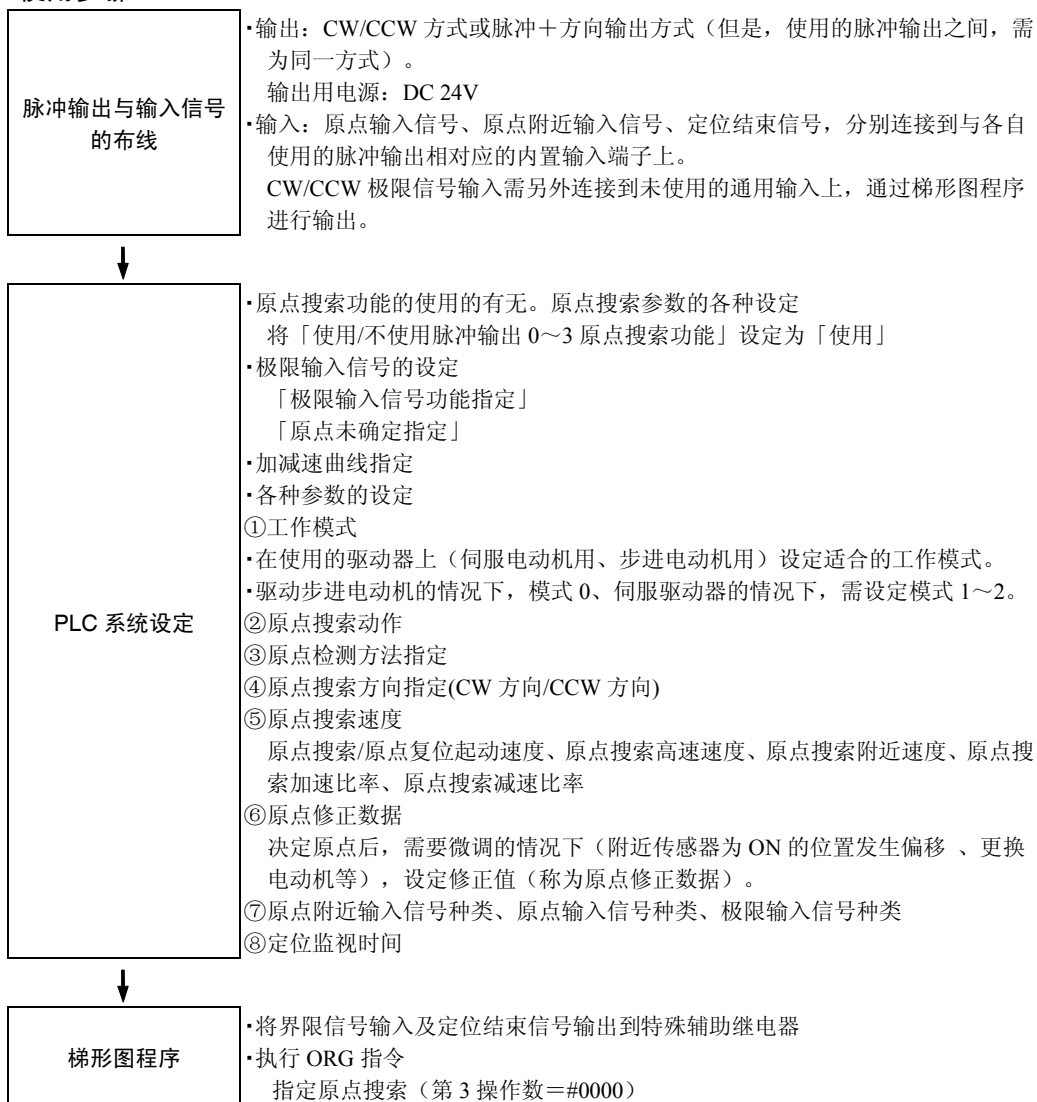 脉冲输出与输入信号
的布线
・输出：CW/CCW 方式或脉冲＋方向输出方式（但是，使用的脉冲输出之间，需
为同一方式）。
输出用电源：DC 24V
・输入：原点输入信号、原点附近输入信号、定位结束信号，分别连接到与各自
使用的脉冲输出相对应的内置输入端子上。
CW/CCW 极限信号输入需另外连接到未使用的通用输入上，通过梯形图程序
进行输出。
PLC 系统设定
・原点搜索功能的使用的有无。原点搜索参数的各种设定
将「使用/不使用脉冲输出 0～3 原点搜索功能」设定为「使用」
・极限输入信号的设定
「极限输入信号功能指定」
「原点未确定指定」
・加减速曲线指定
・各种参数的设定
①工作模式
・在使用的驱动器上（伺服电动机用、步进电动机用）设定适合的工作模式。
・驱动步进电动机的情况下，模式 0、伺服驱动器的情况下，需设定模式 1～2。
②原点搜索动作
③原点检测方法指定
④原点搜索方向指定(CW 方向/CCW 方向)
⑤原点搜索速度
原点搜索/原点复位起动速度、原点搜索高速速度、原点搜索附近速度、原点搜
索加速比率、原点搜索减速比率
⑥原点修正数据
决定原点后，需要微调的情况下（附近传感器为 ON 的位置发生偏移 、更换
电动机等），设定修正值（称为原点修正数据）。
⑦原点附近输入信号种类、原点输入信号种类、极限输入信号种类
⑧定位监视时间
梯形图程序
・将界限信号输入及定位结束信号输出到特殊辅助继电器
・执行 ORG 指令
指定原点搜索（第 3 操作数＝#0000）